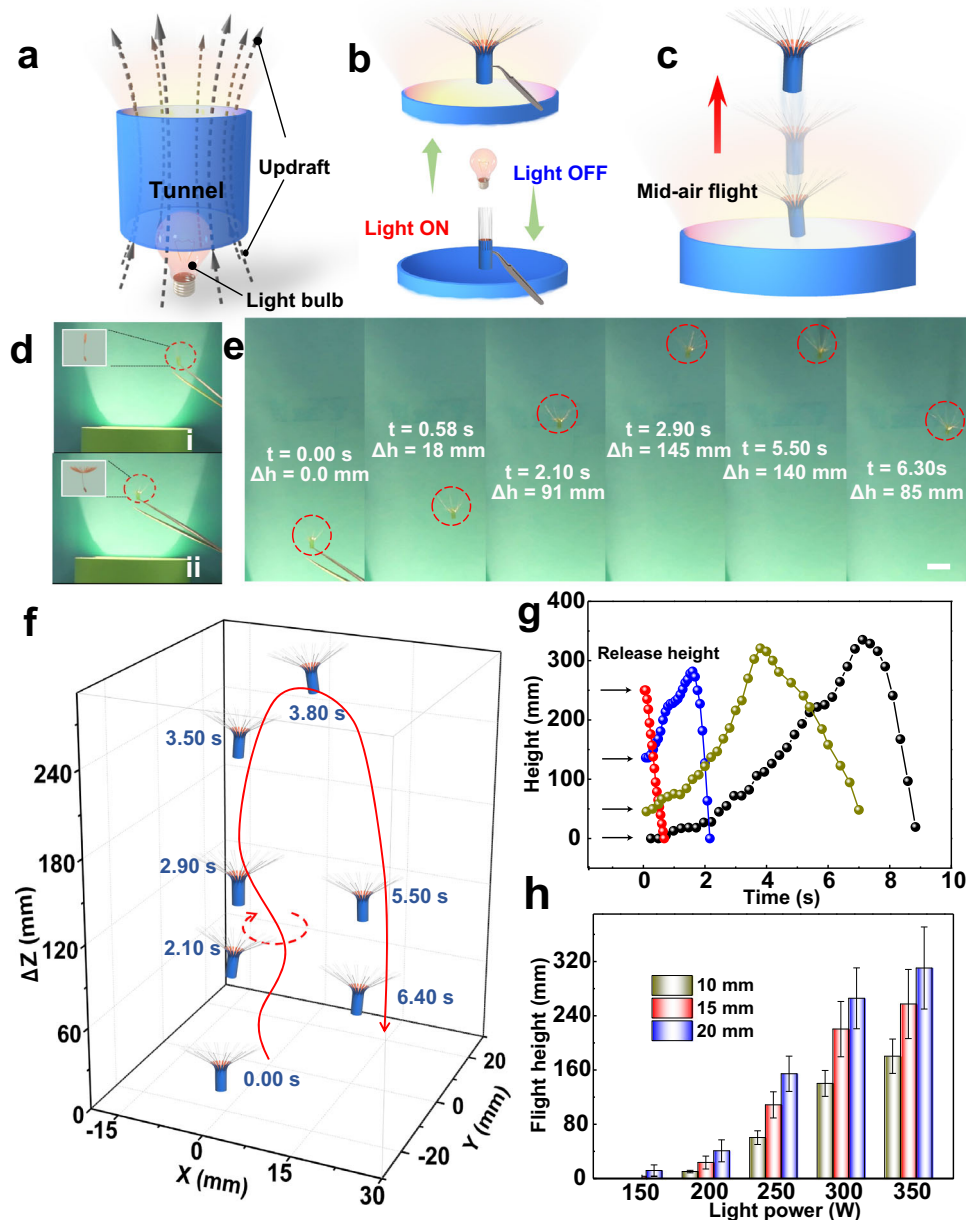 a
Updraft
Tunnel
Light bulb
b
Light OFF
Light ON
c
Mid-air flight
d
i
ii
e
t = 0.00 s
Δh = 0.0 mm
t = 0.58 s
Δh = 18 mm
t = 2.10 s
Δh = 91 mm
t = 2.90 s
Δh = 145 mm
t = 5.50 s
Δh = 140 mm
t = 6.30s
Δh = 85 mm
f
3.80 s
3.50 s
2.90 s
5.50 s
2.10 s
6.40 s
0.00 s
240
180
120
60
0
ΔZ (mm)
-15
0
15
30
X (mm)
20
0
-20
Y (mm)
g
Release height
400
300
200
100
0
Height (mm)
0
2
4
6
8
10
Time (s)
h
10 mm
15 mm
20 mm
320
240
160
80
0
Flight height (mm)
150
200
250
300
350
Light power (W)